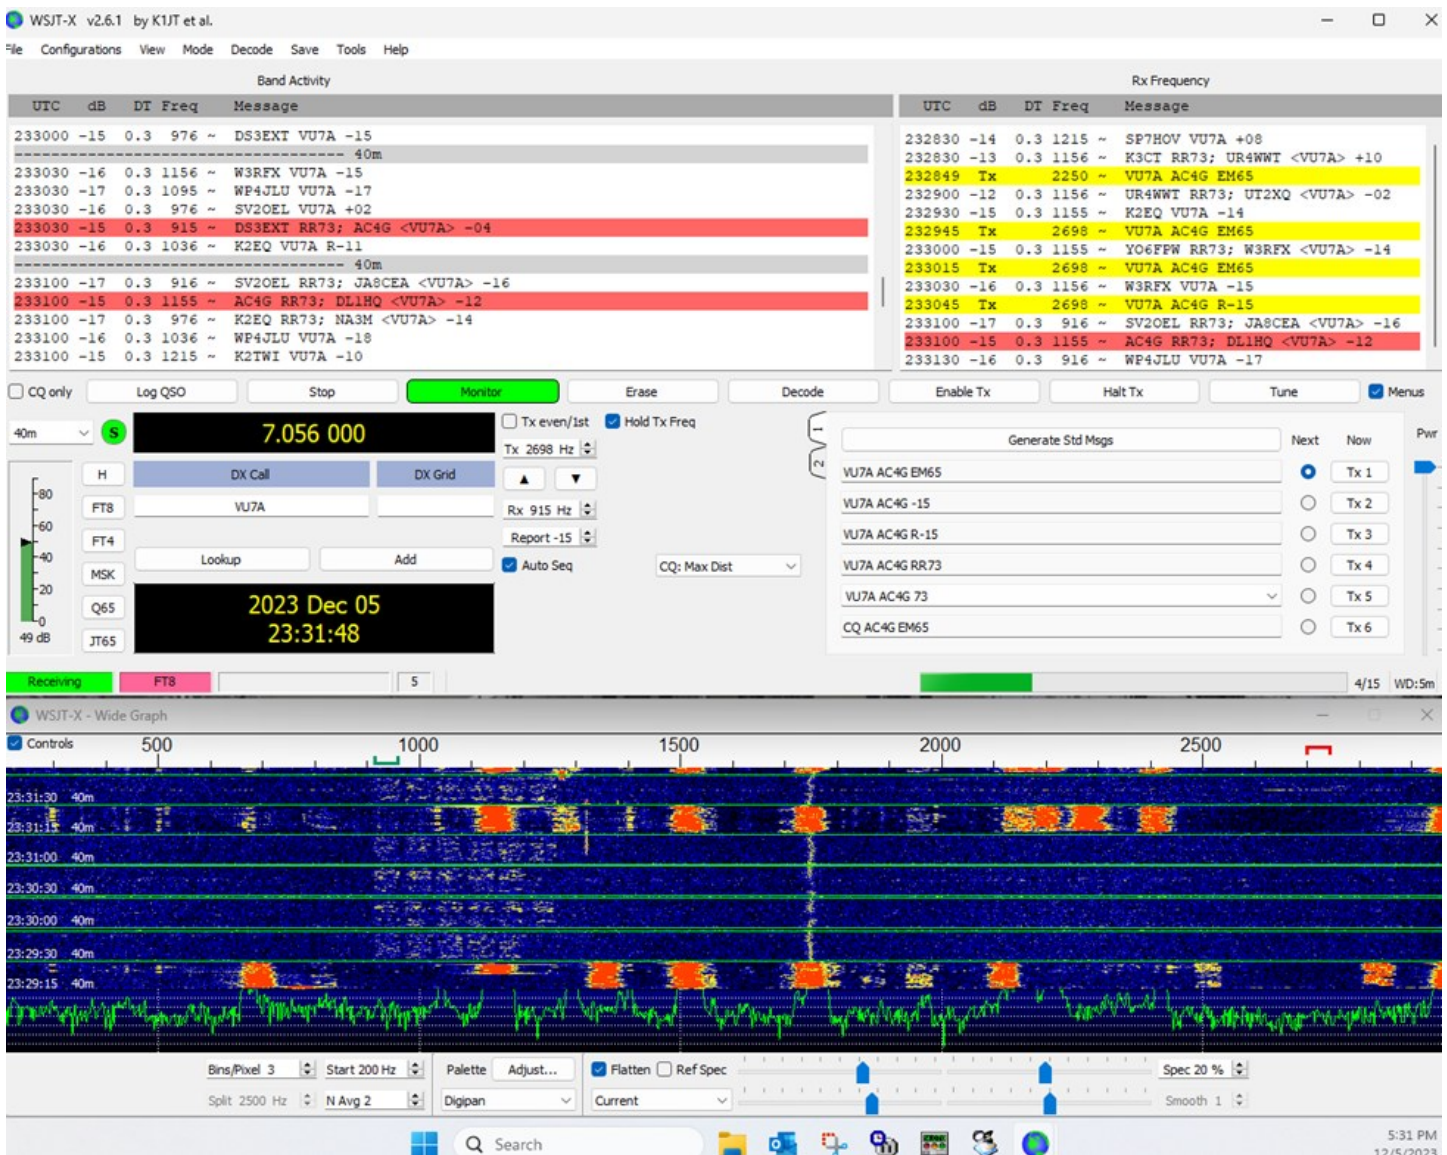 WSJT-X v2.6.1 by K1JT et al.
File Configurations View Mode Decode Save Tools Help
Band Activity
UTC dB DT Freq Message
233000 -15 0.3 976 ~ DS3EXT VU7A -15
------------------------------------ 40m
233030 -16 0.3 1156 ~ W3RFX VU7A -15
233030 -17 0.3 1095 ~ WP4JLU VU7A -17
233030 -16 0.3 976 ~ SV2OEL VU7A +02
233030 -15 0.3 915 ~ DS3EXT RR73; AC4G <VU7A> -04
233030 -16 0.3 1036 ~ K2EQ VU7A R-11
------------------------------------ 40m
233100 -17 0.3 916 ~ SV2OEL RR73; JA8CEA <VU7A> -16
233100 -15 0.3 1155 ~ AC4G RR73; DL1HQ <VU7A> -12
233100 -17 0.3 976 ~ K2EQ RR73; NA3M <VU7A> -14
233100 -16 0.3 1036 ~ WP4JLU VU7A -18
233100 -15 0.3 1215 ~ K2TWI VU7A -10
Rx Frequency
UTC dB DT Freq Message
232830 -14 0.3 1215 ~ SP7HOV VU7A +08
232830 -13 0.3 1156 ~ K3CT RR73; UR4WWT <VU7A> +10
232849 Tx 2250 ~ VU7A AC4G EM65
232900 -12 0.3 1156 ~ UR4WWT RR73; UT2XQ <VU7A> -02
232930 -15 0.3 1155 ~ K2EQ VU7A -14
232945 Tx 2698 ~ VU7A AC4G EM65
233000 -15 0.3 1155 ~ YO6FPW RR73; W3RFX <VU7A> -14
233015 Tx 2698 ~ VU7A AC4G EM65
233030 -16 0.3 1156 ~ W3RFX VU7A -15
233045 Tx 2698 ~ VU7A AC4G R-15
233100 -17 0.3 916 ~ SV2OEL RR73; JA8CEA <VU7A> -16
233100 -15 0.3 1155 ~ AC4G RR73; DL1HQ <VU7A> -12
233130 -16 0.3 916 ~ WP4JLU VU7A -17
CQ only Log QSO Stop Monitor Erase Decode Enable Tx Halt Tx Tune Menus
40m S 7.056 000
Tx even/1st Hold Tx Freq
Tx 2698 Hz
H DX Call DX Grid
FT8 VU7A
Rx 915 Hz
FT4
Report -15
Lookup Add
Auto Seq CQ: Max Dist
MSK
Q65
JT65
2023 Dec 05
23:31:48
80
60
40
20
0
49 dB
1
2
Generate Std Msgs Next Now Pwr
VU7A AC4G EM65 Tx 1
VU7A AC4G -15 Tx 2
VU7A AC4G R-15 Tx 3
VU7A AC4G RR73 Tx 4
VU7A AC4G 73 Tx 5
CQ AC4G EM65 Tx 6
Receiving FT8 5 4/15 WD:5m
WSJT-X - Wide Graph
Controls 500 1000 1500 2000 2500
23:31:30 40m
23:31:15 40m
23:31:00 40m
23:30:30 40m
23:30:00 40m
23:29:30 40m
23:29:15 40m
Bins/Pixel 3 Start 200 Hz Palette Adjust... Flatten Ref Spec Spec 20 %
Split 2500 Hz N Avg 2 Digipan Current Smooth 1
Search
5:31 PM
12/5/2023